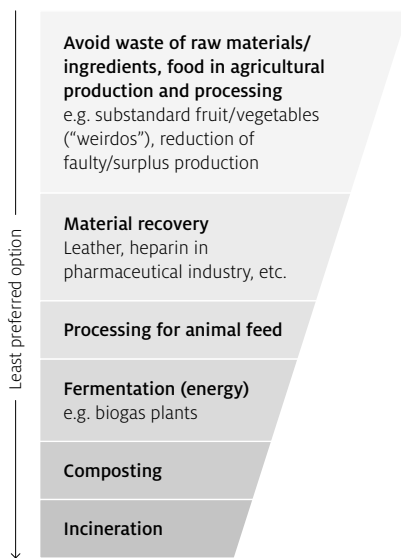 Avoid waste of raw materials/
ingredients, food in agricultural
production and processing
e.g. substandard fruit/vegetables
(“weirdos”), reduction of
faulty/surplus production
Material recovery
Leather, heparin in
pharmaceutical industry, etc.
Processing for animal feed
Fermentation (energy)
e.g. biogas plants
Composting
Incineration
Least preferred option